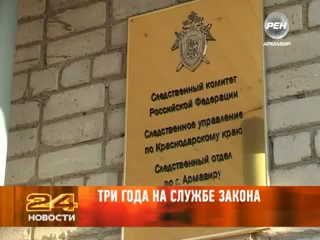 РЕН
АРМАВИР
Следственный комитет
Российской Федерации
Следственное управление
по Краснодарскому краю
Следственный отдел
по г. Армавиру
24
НОВОСТИ
ТРИ ГОДА НА СЛУЖБЕ ЗАКОНА